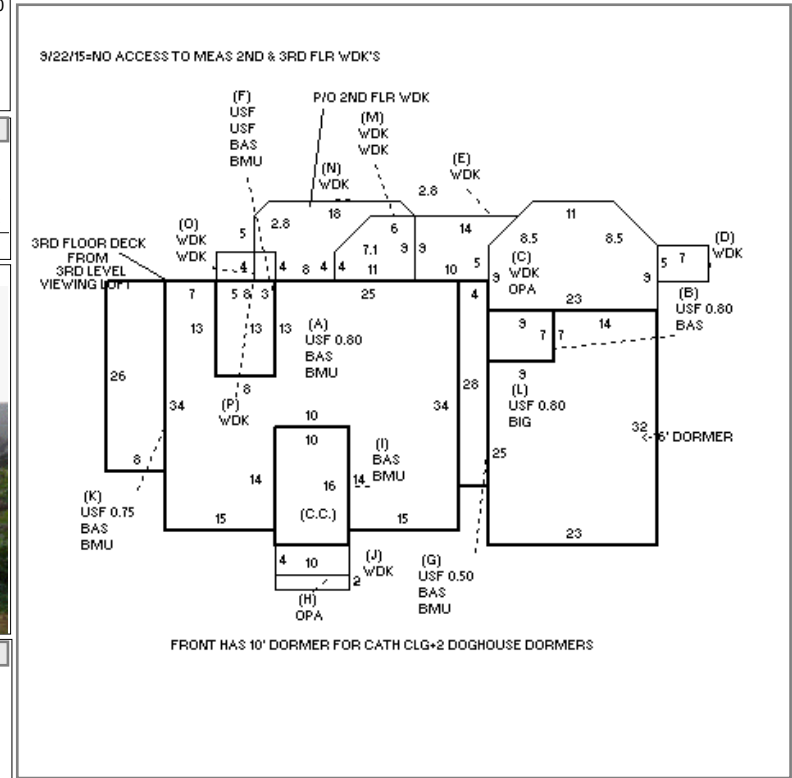 9/22/15=NO ACCESS TO MEAS 2ND & 3RD FLR WDK'S
(F)
USF
USF
BAS
BMU
P/O 2ND FLR WDK
(M)
WDK
WDK
(N)
WDK
(E)
WDK
2.8
18
2.8
5
6
14
11
8.5
8.5
(O)
WDK
WDK
3RD FLOOR DECK
FROM
3RD LEVEL
VIEWING LOFT
4
4
8
4
4
7.1
11
9
9
10
5
9
(C)
WDK
OPA
9
23
5
7
(D)
WDK
(B)
USF 0.80
BAS
7
5
8
3
25
4
13
13
13
(A)
USF 0.80
BAS
BMU
9
7
7
14
26
34
8
(P)
WDK
10
10
34
28
9
(L)
USF 0.80
BIG
32
<-16' DORMER
8
14
16
14
(I)
BAS
BMU
(C.C.)
25
(K)
USF 0.75
BAS
BMU
15
15
23
4
10
2
(J)
WDK
(H)
OPA
(G)
USF 0.50
BAS
BMU
FRONT HAS 10' DORMER FOR CATH CLG+2 DOGHOUSE DORMERS